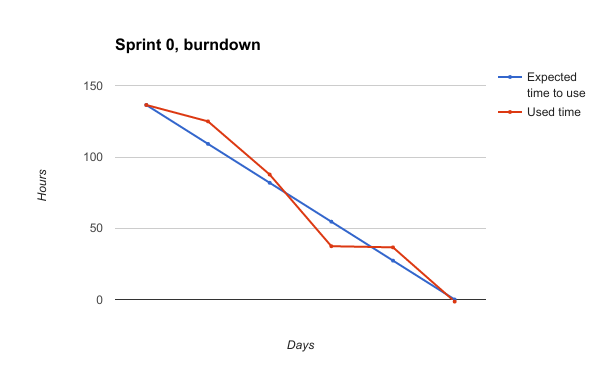 Sprint 0, burndown
150
100
50
0
Hours
Days
Expected
time to use
Used time